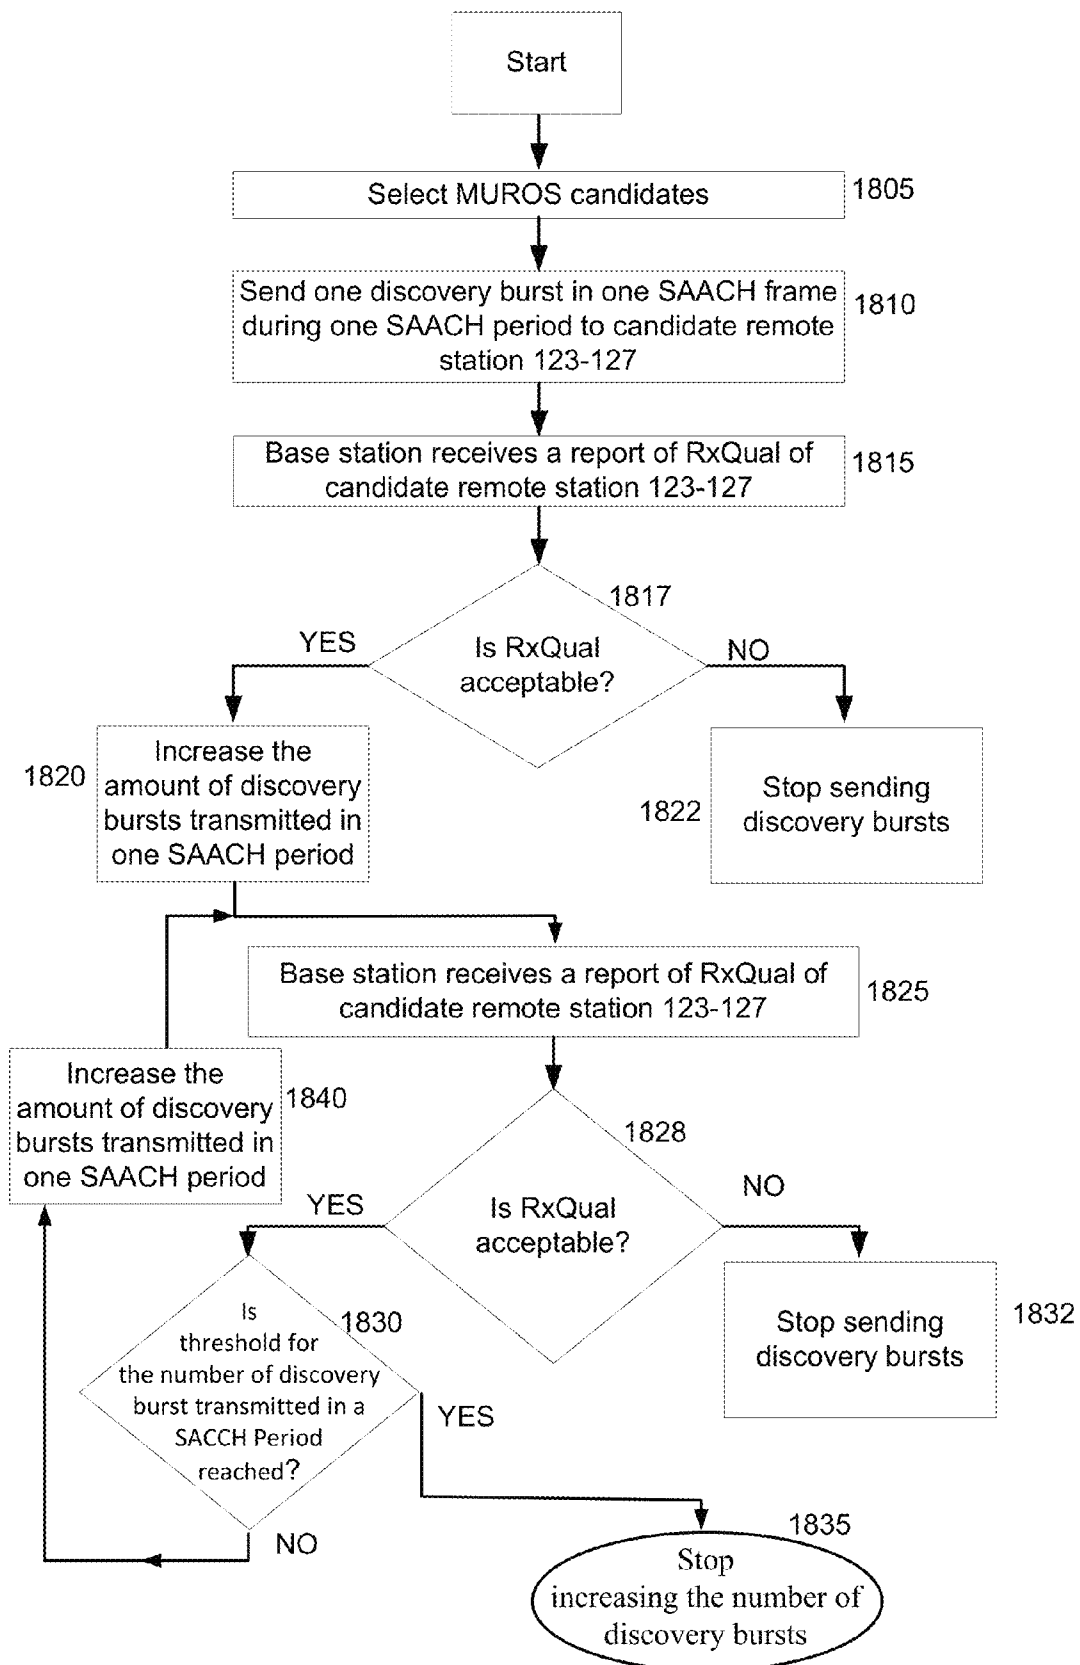 Start
Select MUROS candidates
1805
Send one discovery burst in one SAACH frame
during one SAACH period to candidate remote
station 123-127
1810
Base station receives a report of RxQual of
candidate remote station 123-127
1815
1817
YES
Is RxQual
acceptable?
NO
1820
Increase the
amount of discovery
bursts transmitted in
one SAACH period
1822
Stop sending
discovery bursts
Base station receives a report of RxQual of
candidate remote station 123-127
1825
Increase the
amount of discovery
bursts transmitted in
one SAACH period
1840
1828
YES
Is RxQual
acceptable?
NO
Stop sending
discovery bursts
1832
1830
Is
threshold for
the number of discovery
burst transmitted in a
SACCH Period
reached?
YES
NO
1835
Stop
increasing the number of
discovery bursts